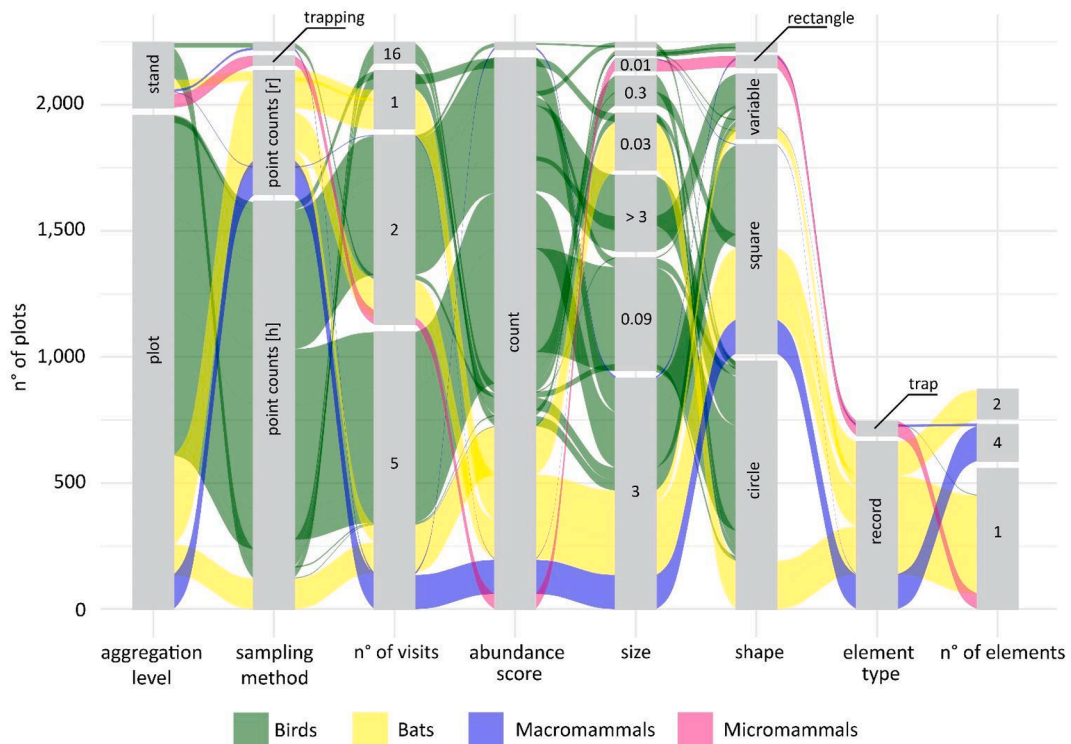 trapping
rectangle
stand
16
0.01
2,000
point counts [r]
1
0.3
variable
0.03
1,500
2
> 3
square
n° of plots
plot
point counts [h]
count
0.09
1,000
trap
2
4
500
5
3
circle
record
1
0
aggregation level
sampling method
n° of visits
abundance score
size
shape
element type
n° of elements
Birds
Bats
Macromammals
Micromammals